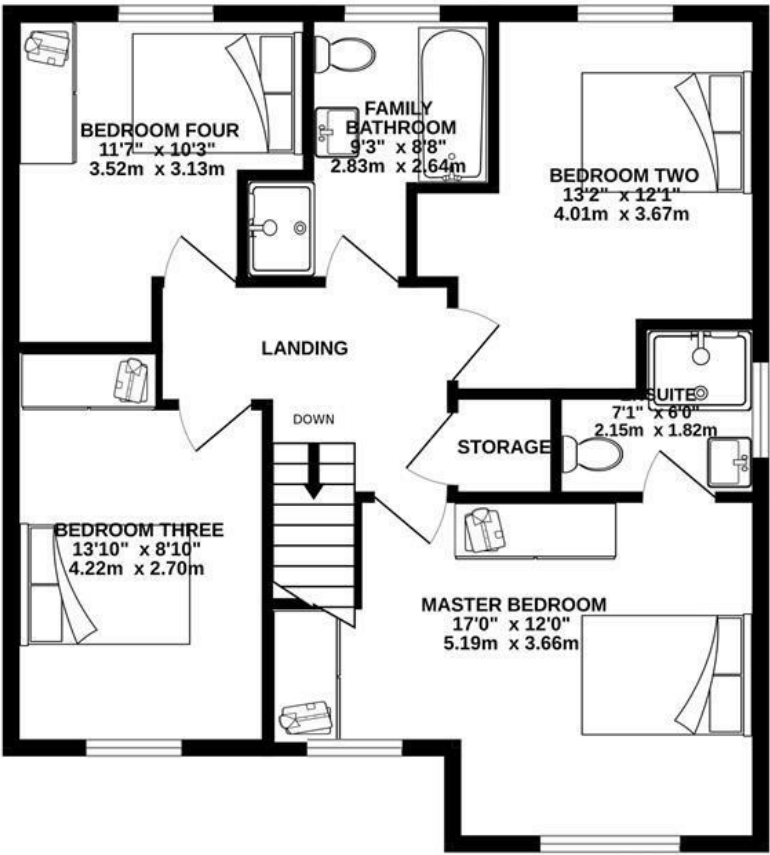 BEDROOM FOUR
11'7" x 10'3"
3.52m x 3.13m
FAMILY
BATHROOM
9'3" x 8'8"
2.83m x 2.64m
BEDROOM TWO
13'2" x 12'1"
4.01m x 3.67m
LANDING
DOWN
STORAGE
ENSUITE
7'1" x 6'0"
2.15m x 1.82m
BEDROOM THREE
13'10" x 8'10"
4.22m x 2.70m
MASTER BEDROOM
17'0" x 12'0"
5.19m x 3.66m